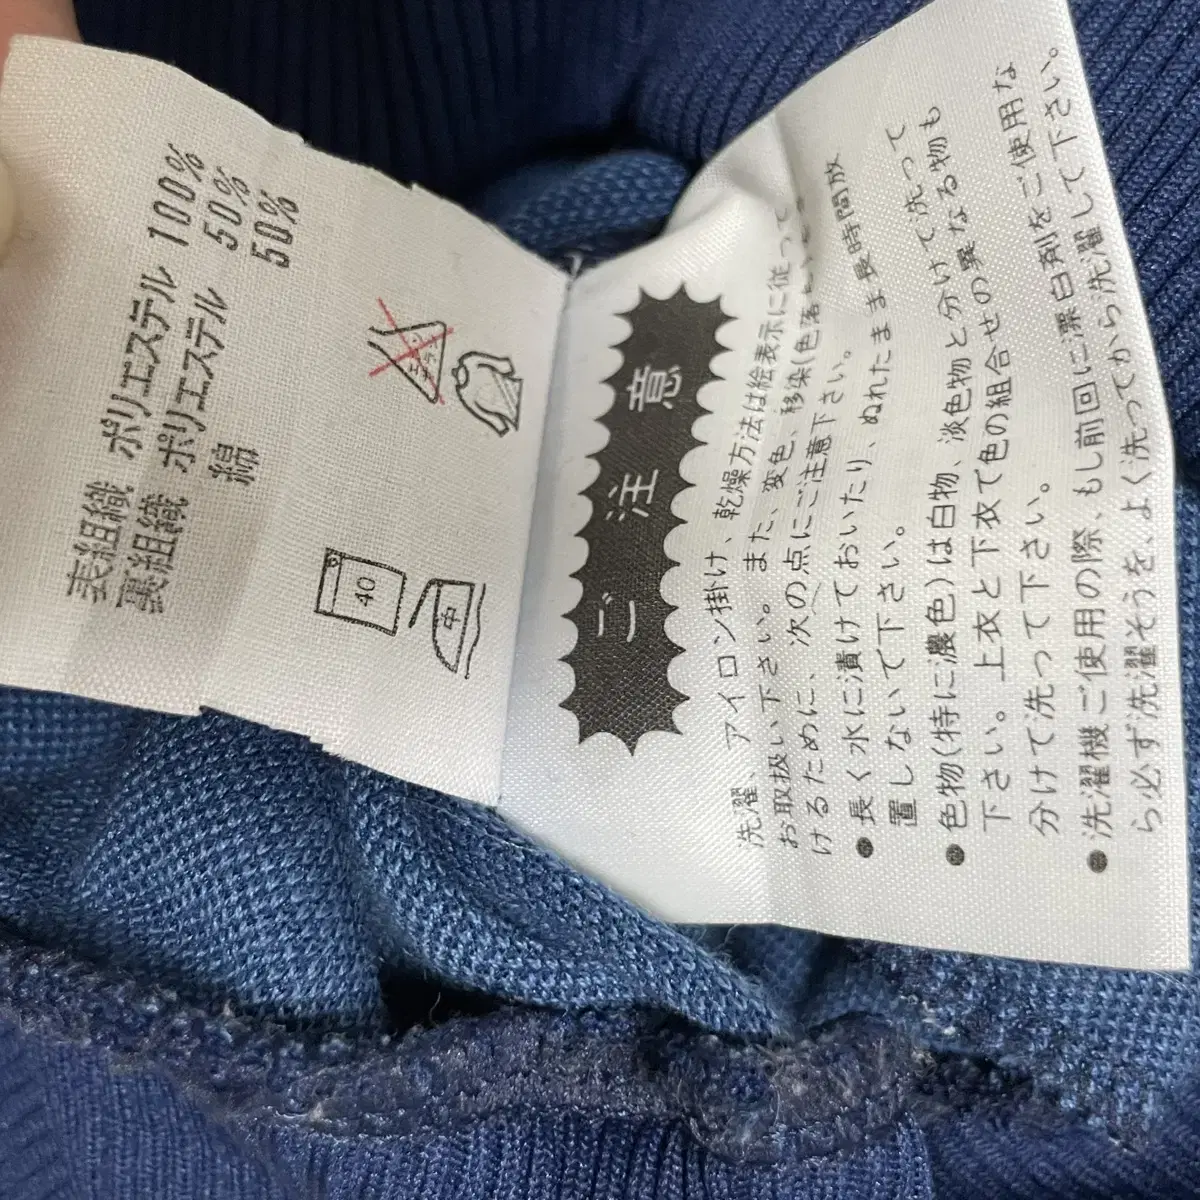 表組織 ポリエステル 100%
裏組織 ポリエステル 50%
綿 50%
40
中
ご注意
洗濯、アイロン掛け、乾燥方法は絵表示に従って
お取扱い下さい。また、変色、移染(色落
けるために、次の点にご注意下さい。
●長く水に漬けておいたり、ぬれたまま長時間放
置しないで下さい。
●色物(特に濃色)は白物、淡色物と分けて洗って
下さい。上衣と下衣で色の組合せの異なる物も
分けて洗って下さい。
●洗濯機ご使用の際、もし前回に漂白剤をご使用な
ら必ず洗濯そうを、よく洗ってから洗濯して下さい。